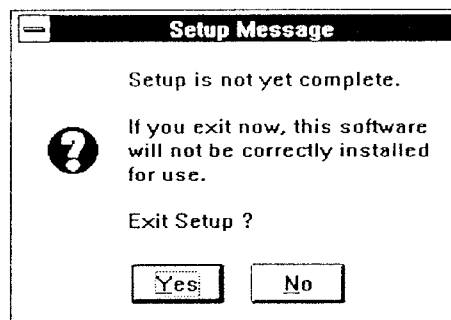 Setup Message
Setup is not yet complete.
If you exit now, this software
will not be correctly installed
for use.
Exit Setup ?
Yes
No